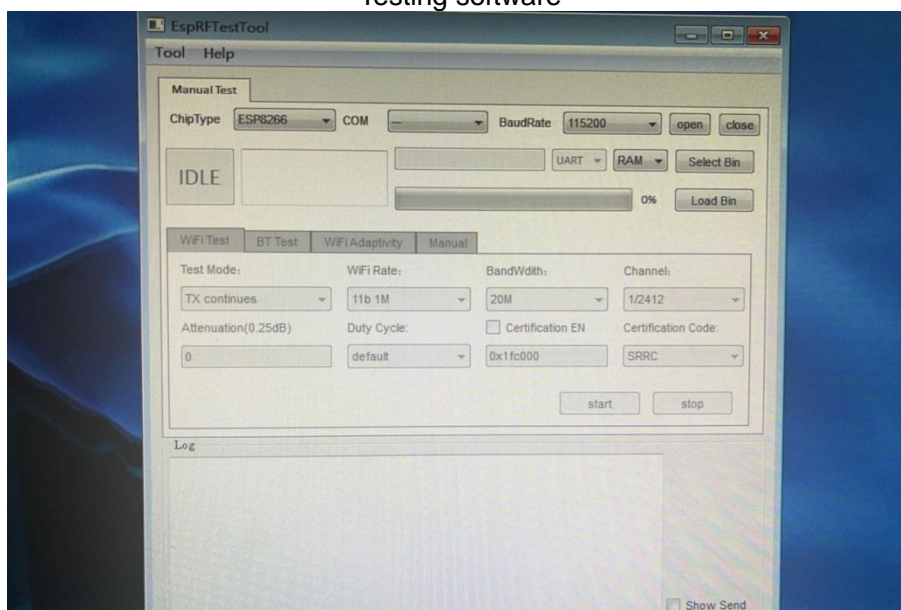 Testing software
EspRFTestTool
Tool Help
Manual Test
ChipType ESP8266 COM --- BaudRate 115200 open close
IDLE UART RAM Select Bin
0% Load Bin
WiFi Test BT Test WiFi Adaptivity Manual
Test Mode: WiFi Rate: BandWdith: Channel:
TX continues 11b 1M 20M 1/2412
Attenuation(0.25dB) Duty Cycle: Certification EN Certification Code:
0 default 0x1fc000 SRRC
start stop
Log
Show Send